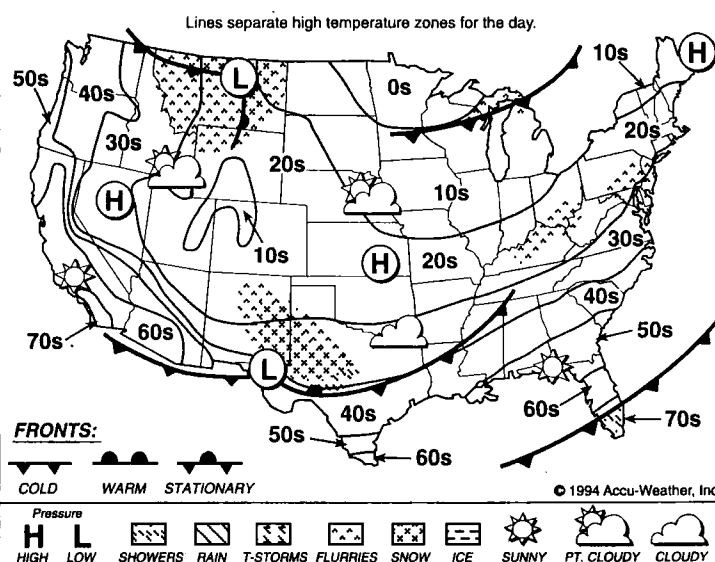 Lines separate high temperature zones for the day.
10s
H
50s
40s
L
0s
30s
20s
20s
10s
H
10s
H
20s
30s
40s
70s
60s
50s
L
40s
60s
70s
50s
60s
FRONTS:
COLD WARM STATIONARY
© 1994 Accu-Weather, Inc
Pressure
H L
HIGH LOW SHOWERS RAIN T-STORMS FLURRIES SNOW ICE SUNNY PT. CLOUDY CLOUDY